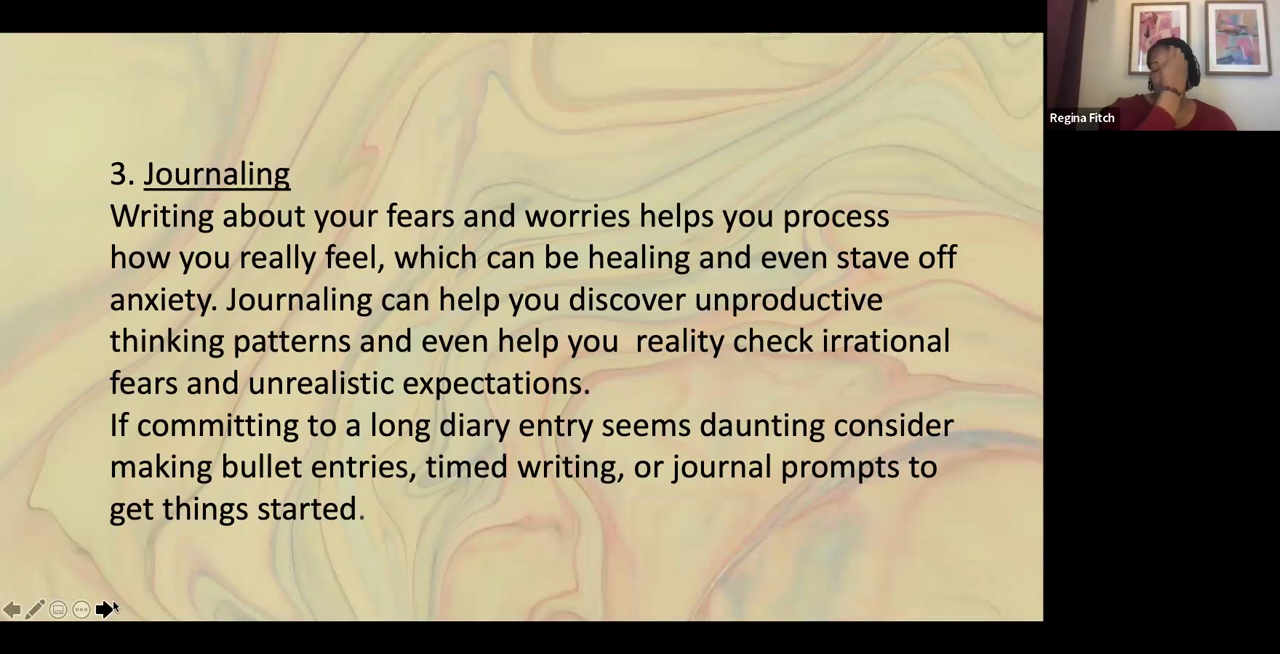 3. Journaling
Writing about your fears and worries helps you process
how you really feel, which can be healing and even stave off
anxiety. Journaling can help you discover unproductive
thinking patterns and even help you  reality check irrational
fears and unrealistic expectations.
If committing to a long diary entry seems daunting consider
making bullet entries, timed writing, or journal prompts to
get things started.
Regina Fitch